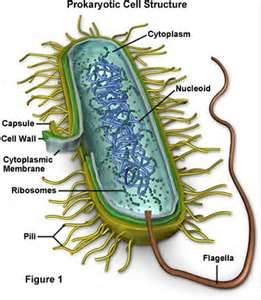 Prokaryotic Cell Structure
Cytoplasm
Nucleoid
Capsule
Cell Wall
Cytoplasmic
Membrane
Ribosomes
Pili
Flagella
Figure 1